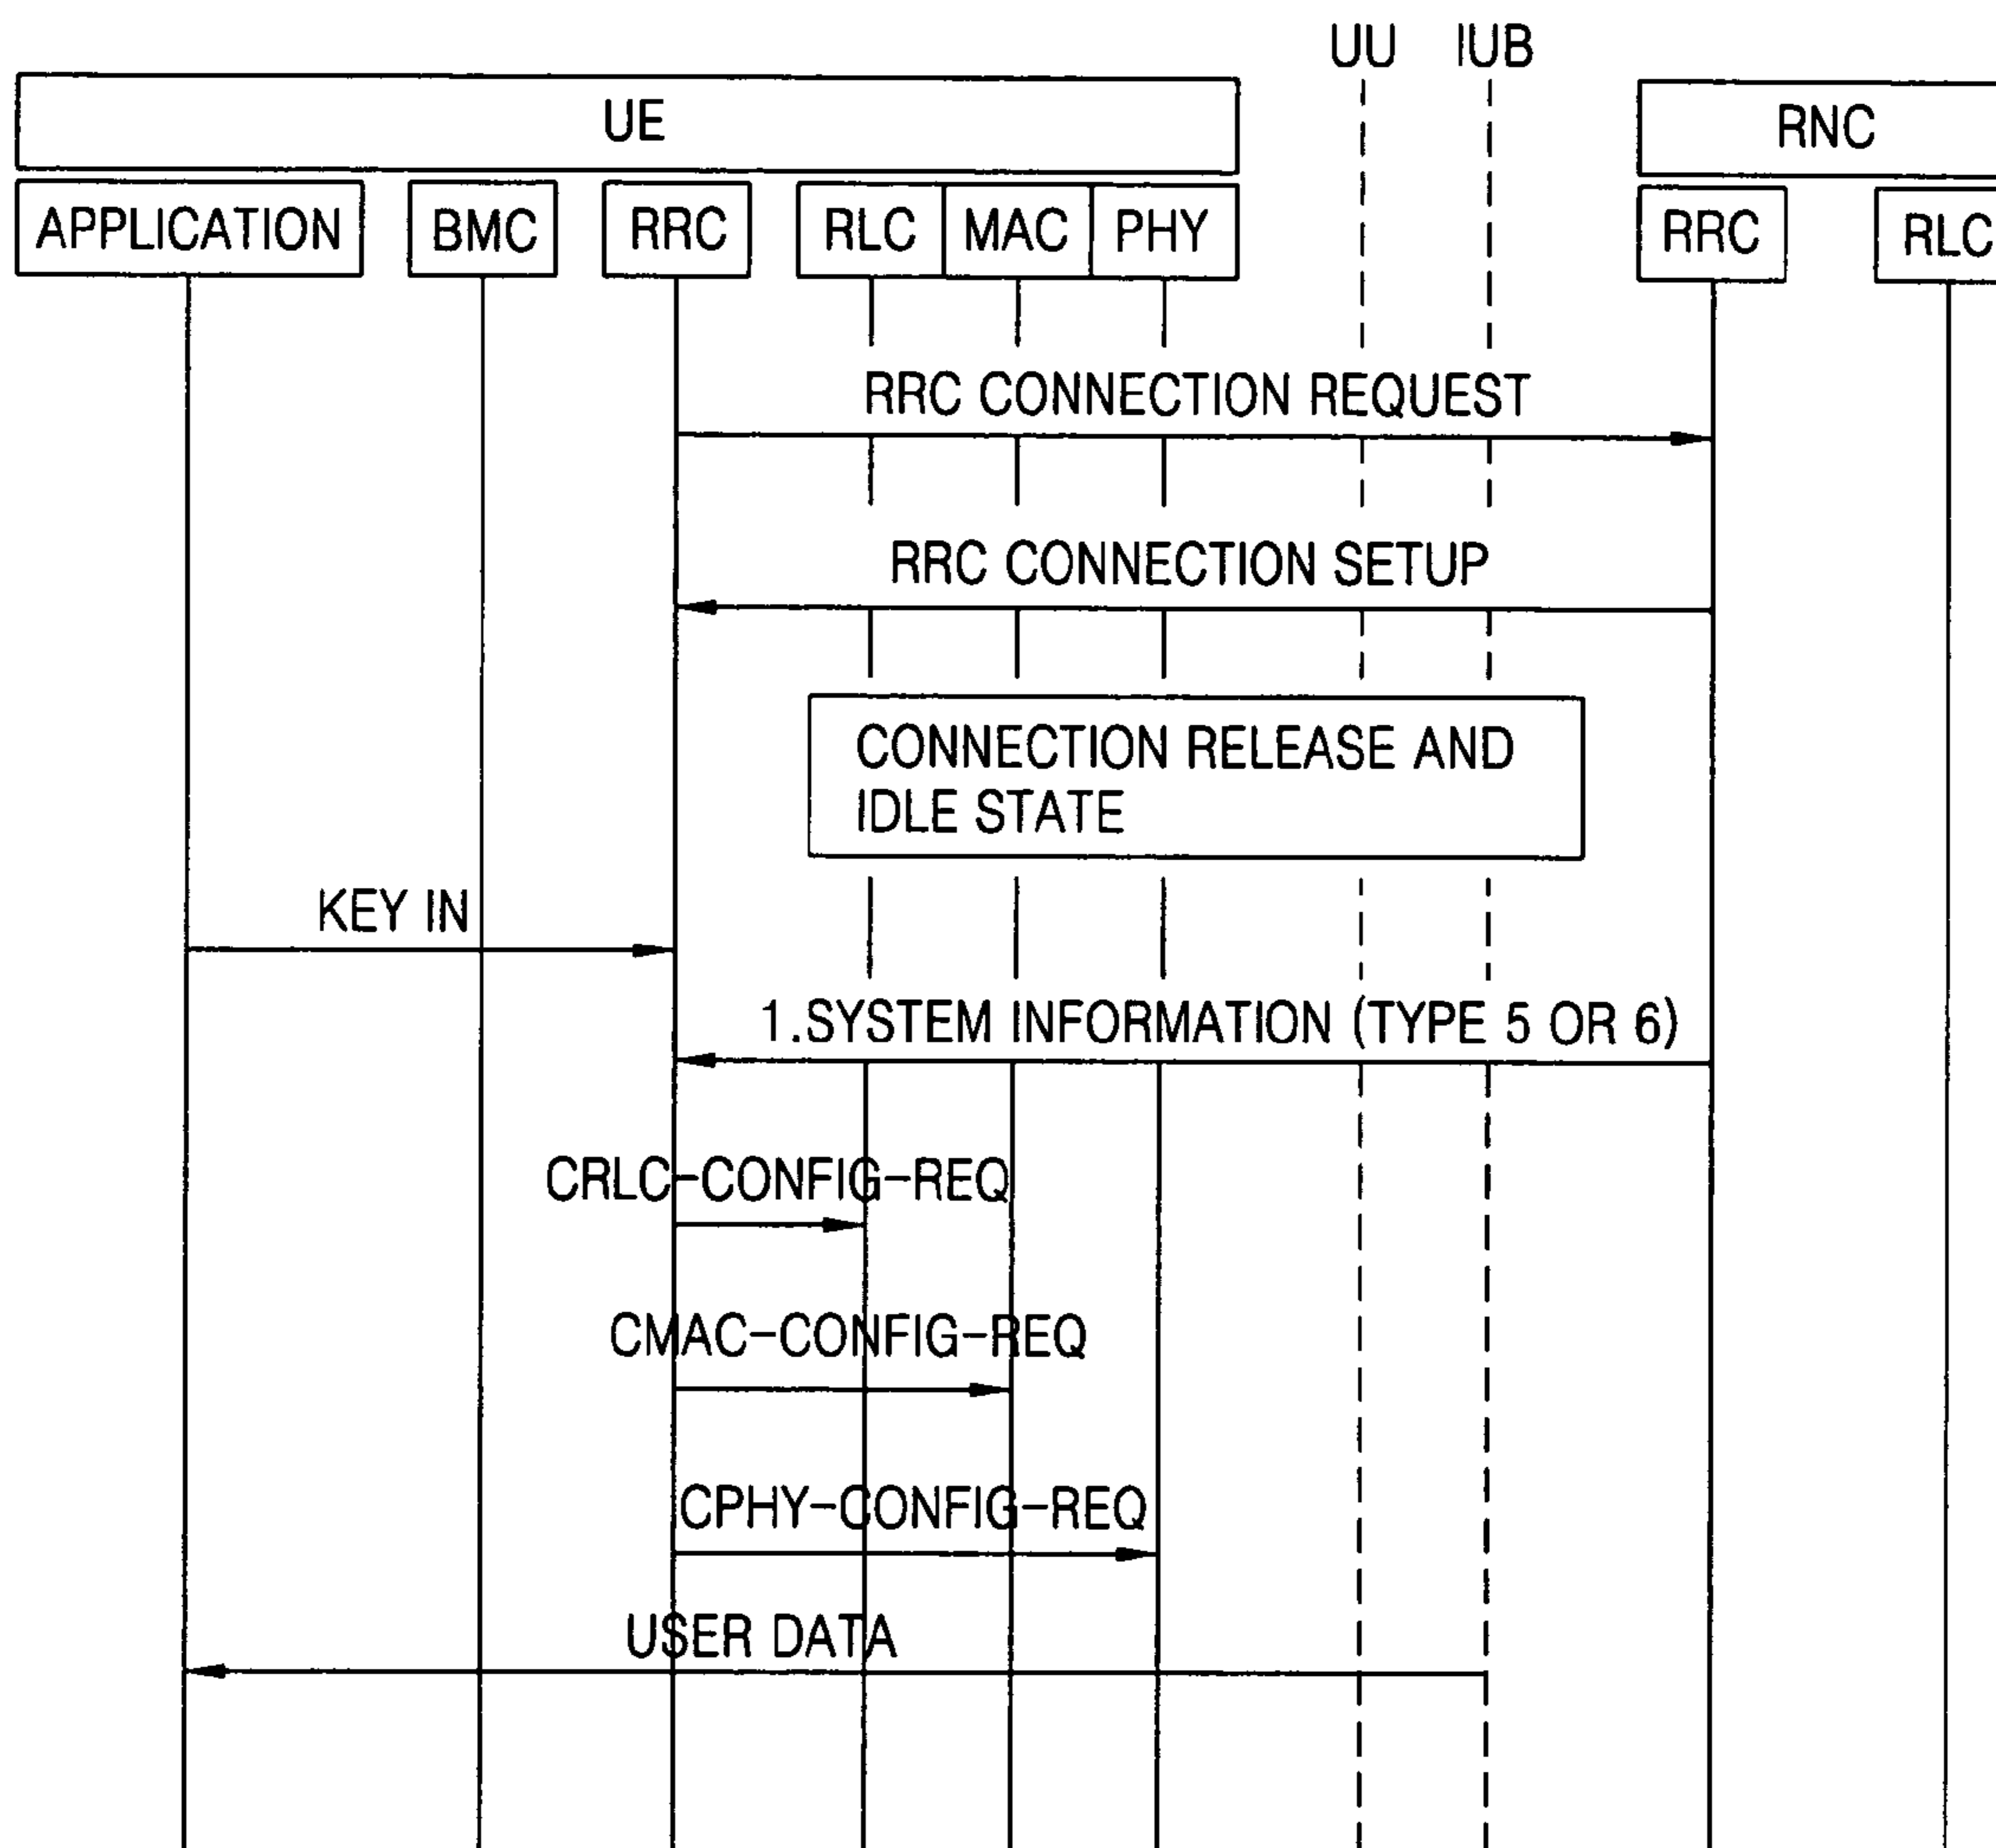 UU IUB
UE
RNC
APPLICATION BMC RRC RLC MAC PHY RRC RLC
RRC CONNECTION REQUEST
RRC CONNECTION SETUP
CONNECTION RELEASE AND
IDLE STATE
KEY IN
1.SYSTEM INFORMATION (TYPE 5 OR 6)
CRLC-CONFIG-REQ
CMAC-CONFIG-REQ
CPHY-CONFIG-REQ
USER DATA